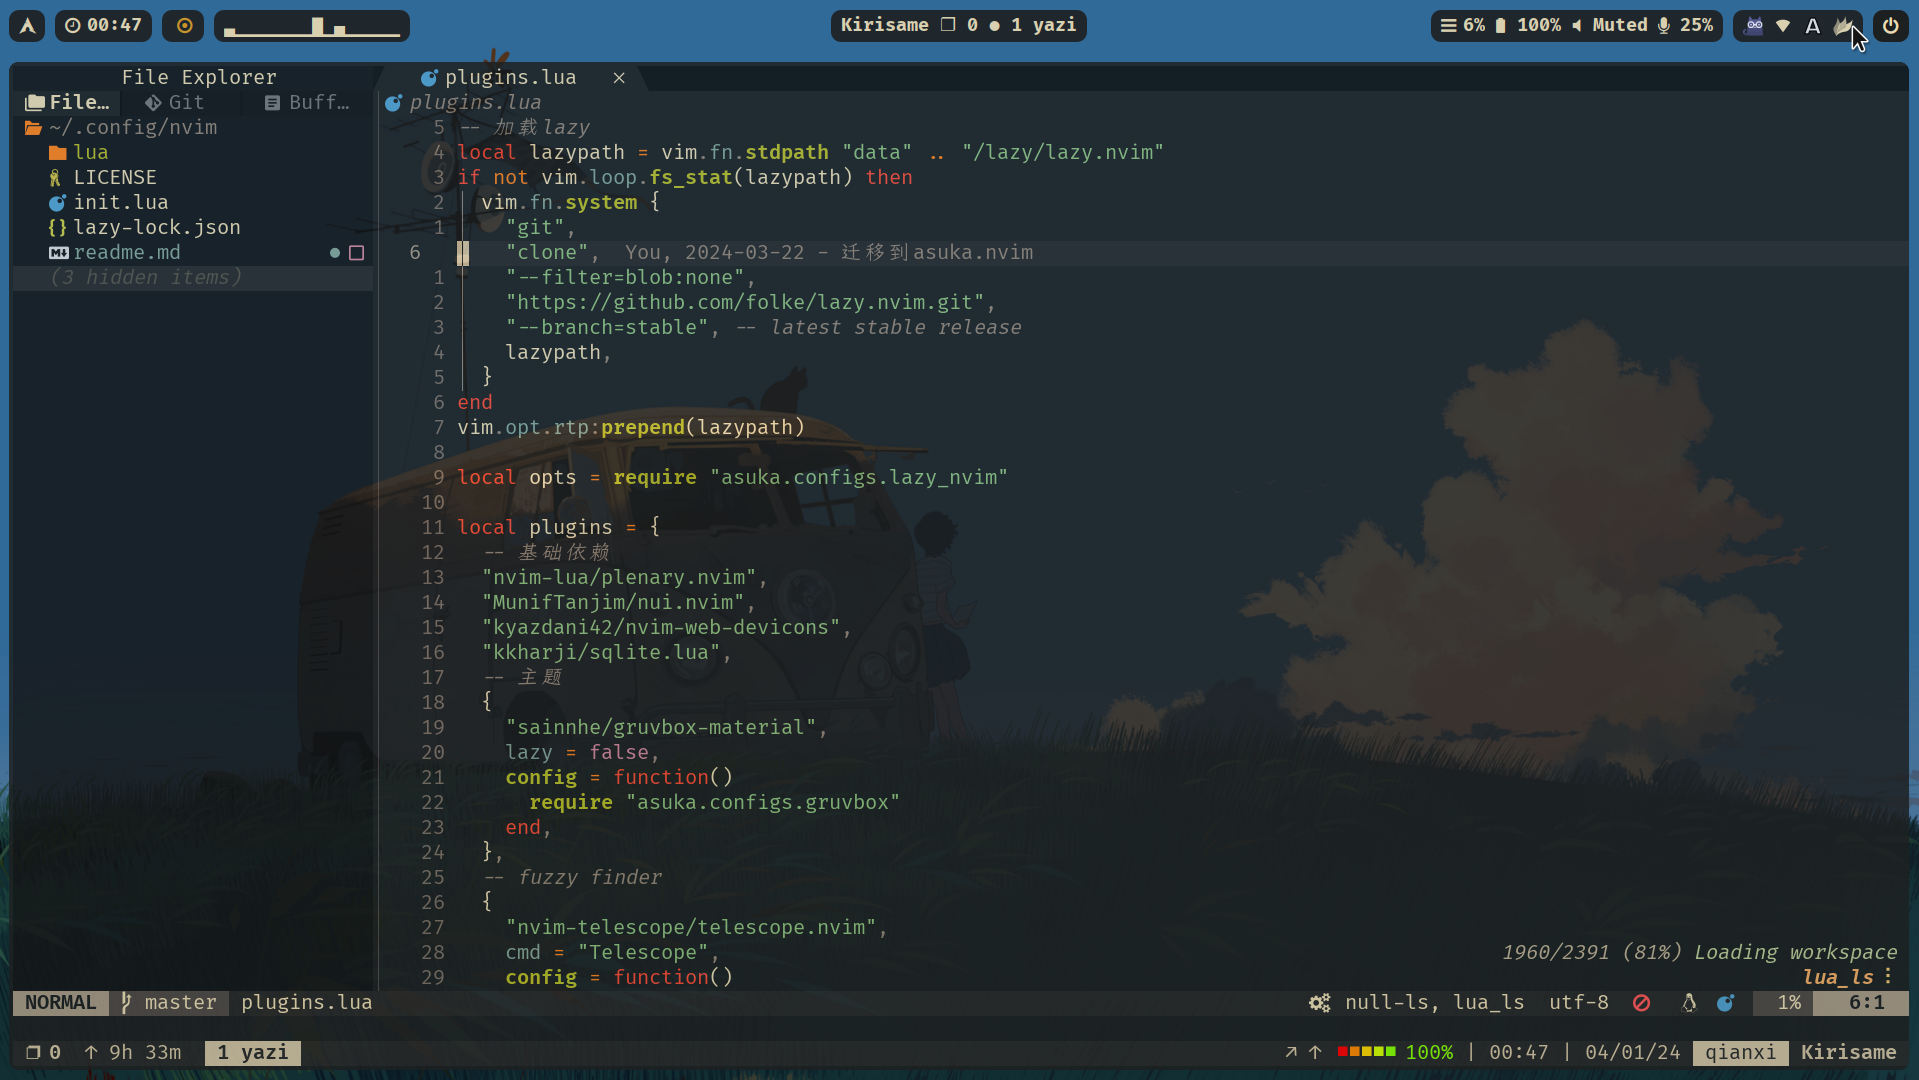 00:47
Kirisame ❐ 0 ● 1 yazi
6% 100% Muted 25% A
File Explorer
plugins.lua ×
File… Git Buff…
plugins.lua
~/.config/nvim
lua
LICENSE
init.lua
lazy-lock.json
readme.md
(3 hidden items)
5 -- 加载lazy
4 local lazypath = vim.fn.stdpath "data" .. "/lazy/lazy.nvim"
3 if not vim.loop.fs_stat(lazypath) then
2 vim.fn.system {
1 "git",
6 "clone", You, 2024-03-22 - 迁移到asuka.nvim
1 "--filter=blob:none",
2 "https://github.com/folke/lazy.nvim.git",
3 "--branch=stable", -- latest stable release
4 lazypath,
5 }
6 end
7 vim.opt.rtp:prepend(lazypath)
8
9 local opts = require "asuka.configs.lazy_nvim"
10
11 local plugins = {
12 -- 基础依赖
13 "nvim-lua/plenary.nvim",
14 "MunifTanjim/nui.nvim",
15 "kyazdani42/nvim-web-devicons",
16 "kkharji/sqlite.lua",
17 -- 主题
18 {
19 "sainnhe/gruvbox-material",
20 lazy = false,
21 config = function()
22 require "asuka.configs.gruvbox"
23 end,
24 },
25 -- fuzzy finder
26 {
27 "nvim-telescope/telescope.nvim",
28 cmd = "Telescope",
29 config = function()
1960/2391 (81%) Loading workspace
lua_ls
NORMAL master plugins.lua
null-ls, lua_ls utf-8 1% 6:1
❐ 0 ↑ 9h 33m 1 yazi
↗ ↑ 100% | 00:47 | 04/01/24 qianxi Kirisame